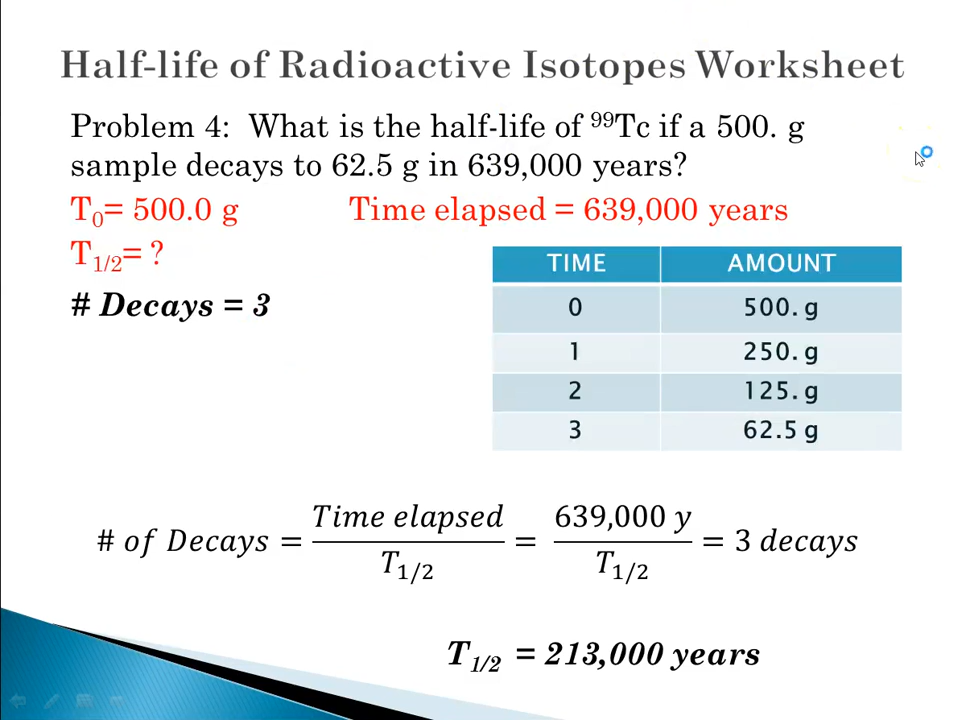 Half-life of Radioactive Isotopes Worksheet
Problem 4:  What is the half-life of ⁹⁹Tc if a 500. g
sample decays to 62.5 g in 639,000 years?
T₀= 500.0 g Time elapsed = 639,000 years
T₁/₂= ?
# Decays = 3
TIME AMOUNT
0 500. g
1 250. g
2 125. g
3 62.5 g
# of Decays = Time elapsed / T₁/₂ = 639,000 y / T₁/₂ = 3 decays
T₁/₂ = 213,000 years